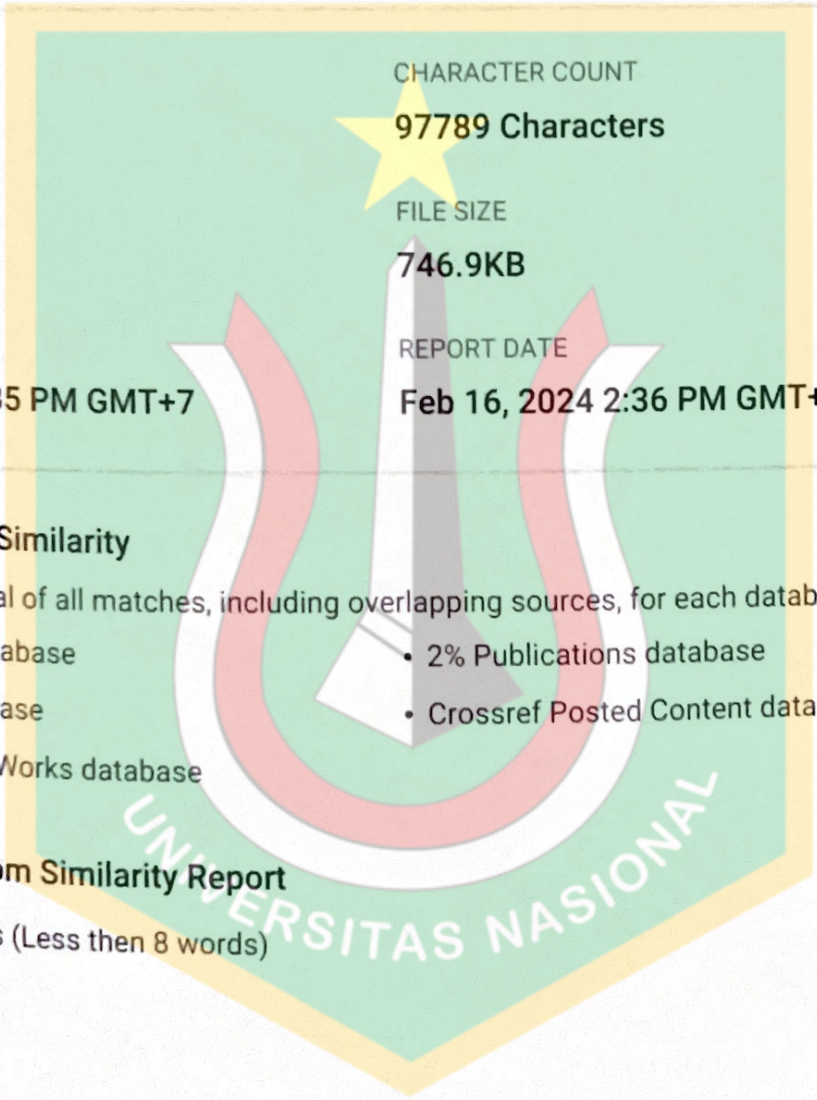 CHARACTER COUNT
97789 Characters
FILE SIZE
746.9KB
REPORT DATE
5 PM GMT+7
Feb 16, 2024 2:36 PM GMT+
Similarity
al of all matches, including overlapping sources, for each datab
abase
• 2% Publications database
ase
• Crossref Posted Content data
Works database
om Similarity Report
s (Less then 8 words)
UNIVERSITAS NASIONAL